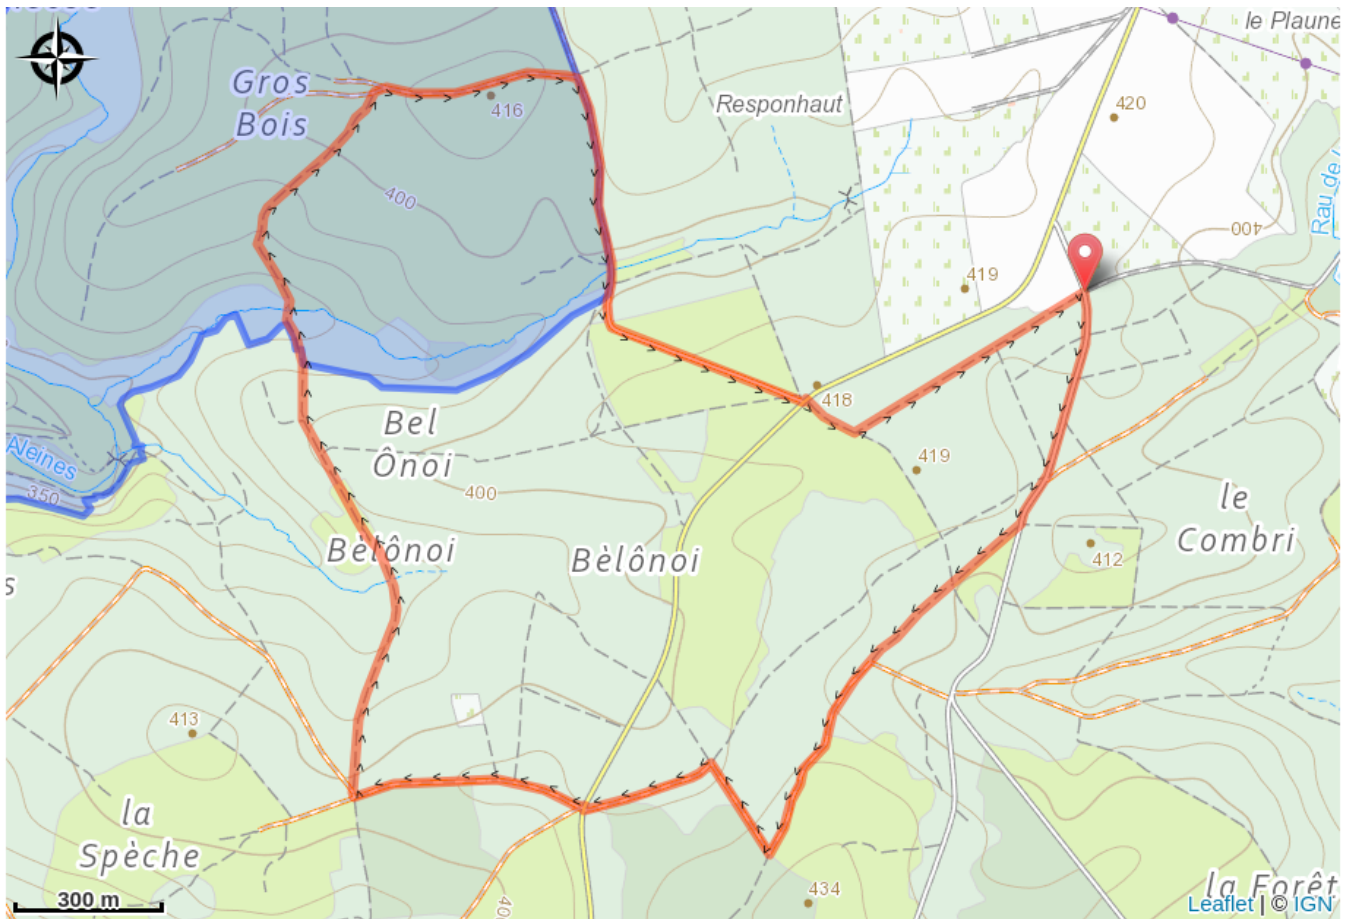 le Plaune
Gros
Bois
416
Responhaut
420
400
400
Rau de
419
418
Bel
Ônoi
419
Aleines
350
400
le
Combri
Bèlônoi
Bèlônoi
412
s
413
la
Spèche
434
la Forêt
300 m
40
Leaflet | © IGN